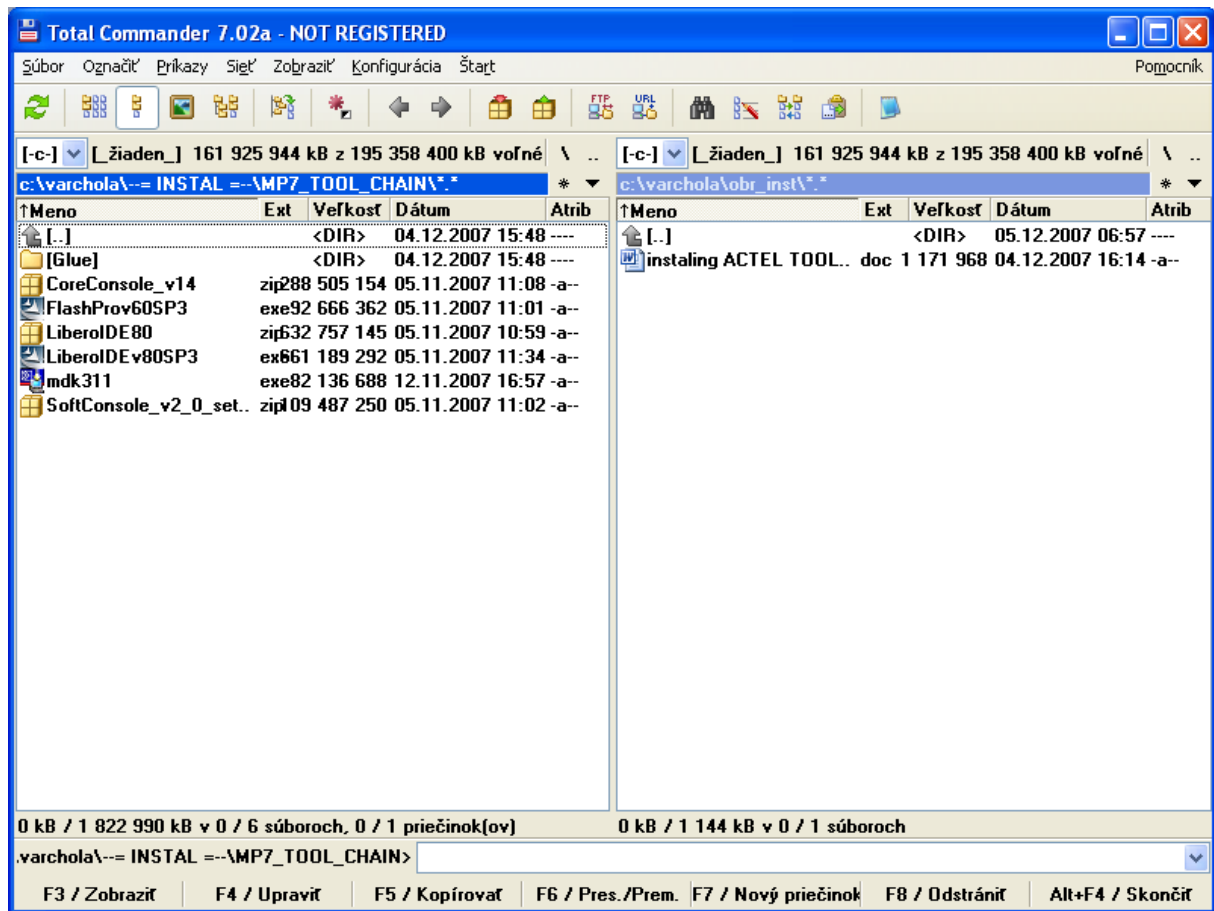 Total Commander 7.02a - NOT REGISTERED
Súbor Označiť Príkazy Sieť Zobraziť Konfigurácia Štart Pomocník
FTP URL
[-c-] [_žiaden_] 161 925 944 kB z 195 358 400 kB voľné \ ..
c:\varchola\--= INSTAL =--\MP7_TOOL_CHAIN\*.* * ▼
↑Meno Ext Veľkosť Dátum Atrib
[..] <DIR> 04.12.2007 15:48 ----
[Glue] <DIR> 04.12.2007 15:48 ----
CoreConsole_v14 zip 288 505 154 05.11.2007 11:08 -a--
FlashProv60SP3 exe 92 666 362 05.11.2007 11:01 -a--
LiberoIDE80 zip 632 757 145 05.11.2007 10:59 -a--
LiberoIDEv80SP3 exe 661 189 292 05.11.2007 11:34 -a--
mdk311 exe 82 136 688 12.11.2007 16:57 -a--
SoftConsole_v2_0_set.. zip 109 487 250 05.11.2007 11:02 -a--
0 kB / 1 822 990 kB v 0 / 6 súboroch, 0 / 1 priečinok(ov)
[-c-] [_žiaden_] 161 925 944 kB z 195 358 400 kB voľné \ ..
c:\varchola\obr_inst\*.* * ▼
↑Meno Ext Veľkosť Dátum Atrib
[..] <DIR> 05.12.2007 06:57 ----
instaling ACTEL TOOL.. doc 1 171 968 04.12.2007 16:14 -a--
0 kB / 1 144 kB v 0 / 1 súboroch
.varchola\--= INSTAL =--\MP7_TOOL_CHAIN>
F3 / Zobraziť F4 / Upraviť F5 / Kopírovať F6 / Pres./Prem. F7 / Nový priečinok F8 / Odstrániť Alt+F4 / Skončiť